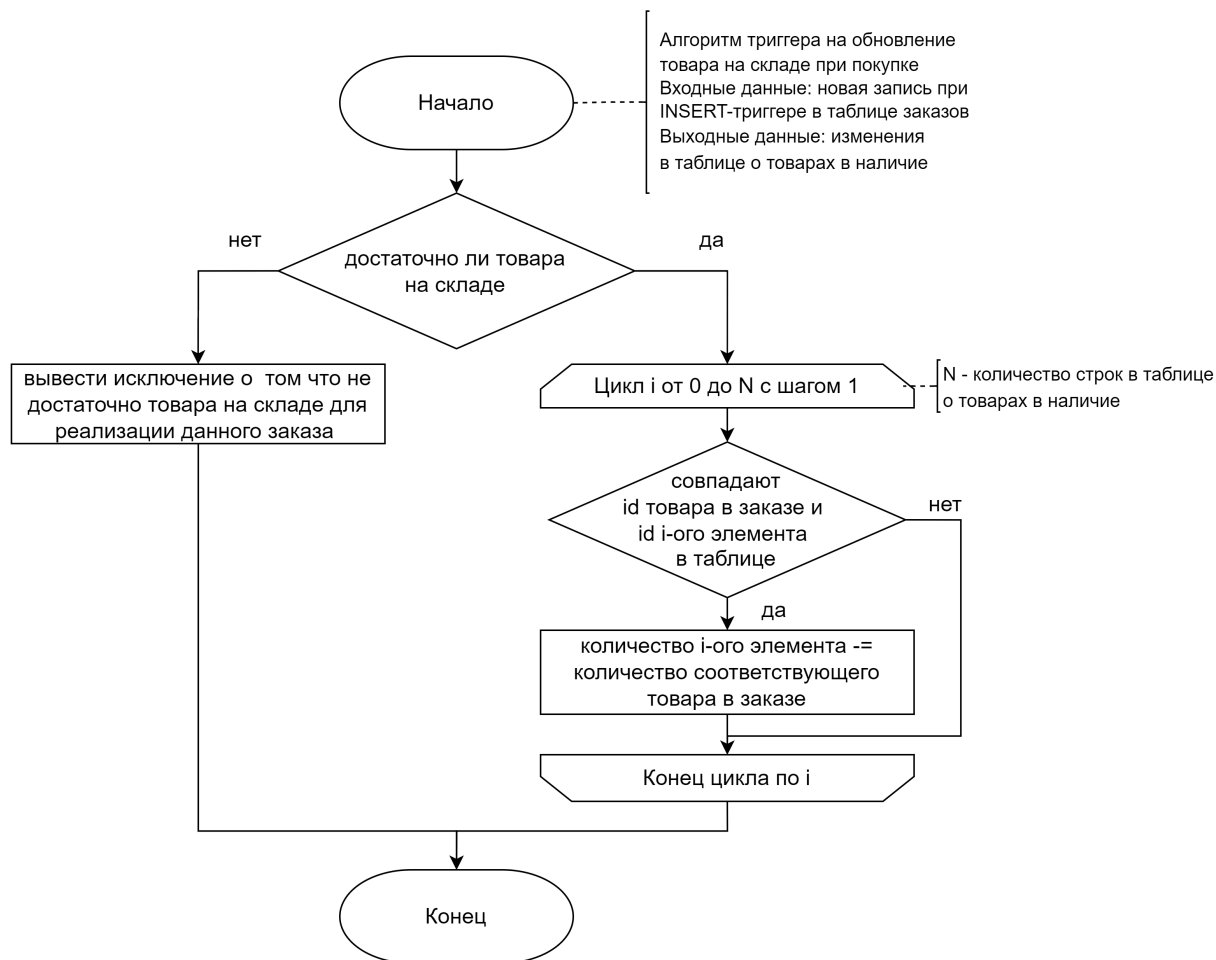 Начало
Алгоритм триггера на обновление
товара на складе при покупке
Входные данные: новая запись при
INSERT-триггере в таблице заказов
Выходные данные: изменения
в таблице о товарах в наличие
нет
да
достаточно ли товара
на складе
вывести исключение о  том что не
достаточно товара на складе для
реализации данного заказа
Цикл i от 0 до N с шагом 1
N - количество строк в таблице
о товарах в наличие
совпадают
id товара в заказе и
id i-ого элемента
в таблице
нет
да
количество i-ого элемента -=
количество соответствующего
товара в заказе
Конец цикла по i
Конец